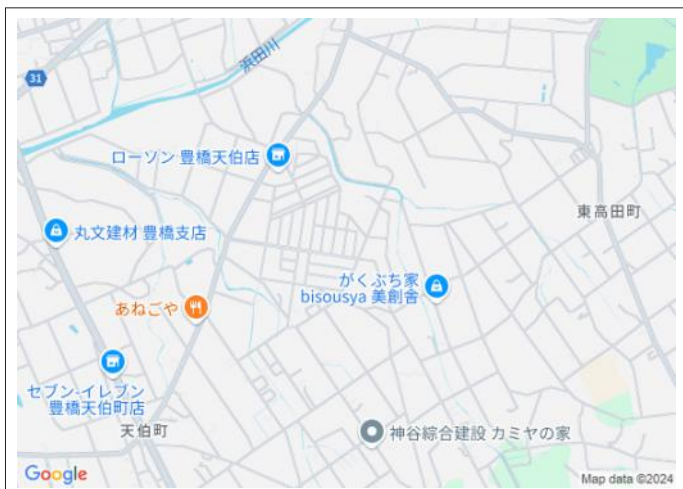 浜田川
31
ローソン 豊橋天伯店
東高田町
丸文建材 豊橋支店
がくぶち家
bisousya 美創舎
あねごや
セブン-イレブン
豊橋天伯町店
天伯町
神谷綜合建設 カミヤの家
Google
Map data ©2024